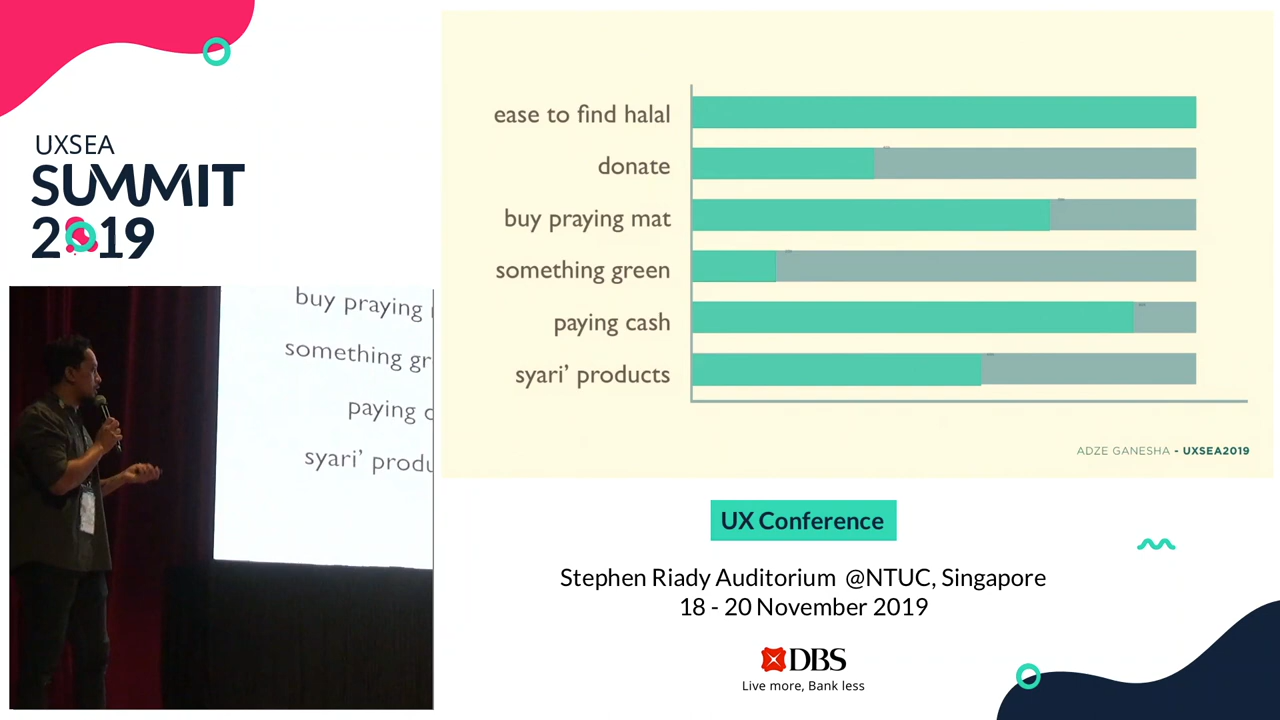 UXSEA
SUMMIT
2019
ease to find halal
donate
buy praying mat
something green
paying cash
syari' products
ADZE GANESHA - UXSEA2019
buy praying
something gr
paying
syari' produ
UX Conference
Stephen Riady Auditorium @NTUC, Singapore
18 - 20 November 2019
DBS
Live more, Bank less